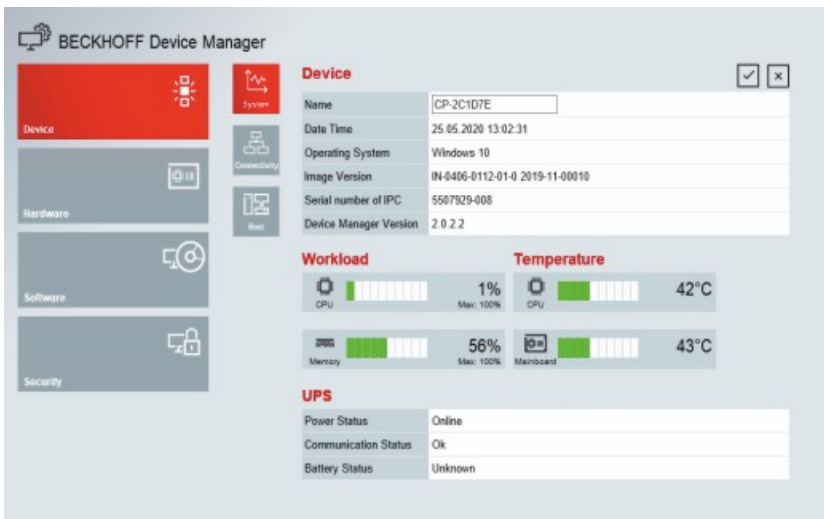 BECKHOFF Device Manager
Device
Hardware
Software
Security
System
Connectivity
Boot
Device
Name CP-2C1D7E
Date Time 25.05.2020 13:02:31
Operating System Windows 10
Image Version IN-0406-0112-01-0 2019-11-00010
Serial number of IPC 5507929-008
Device Manager Version 2.0.2.2
Workload
CPU 1%
Max: 100%
Memory 56%
Max: 100%
Temperature
CPU 42°C
Mainboard 43°C
UPS
Power Status Online
Communication Status Ok
Battery Status Unknown